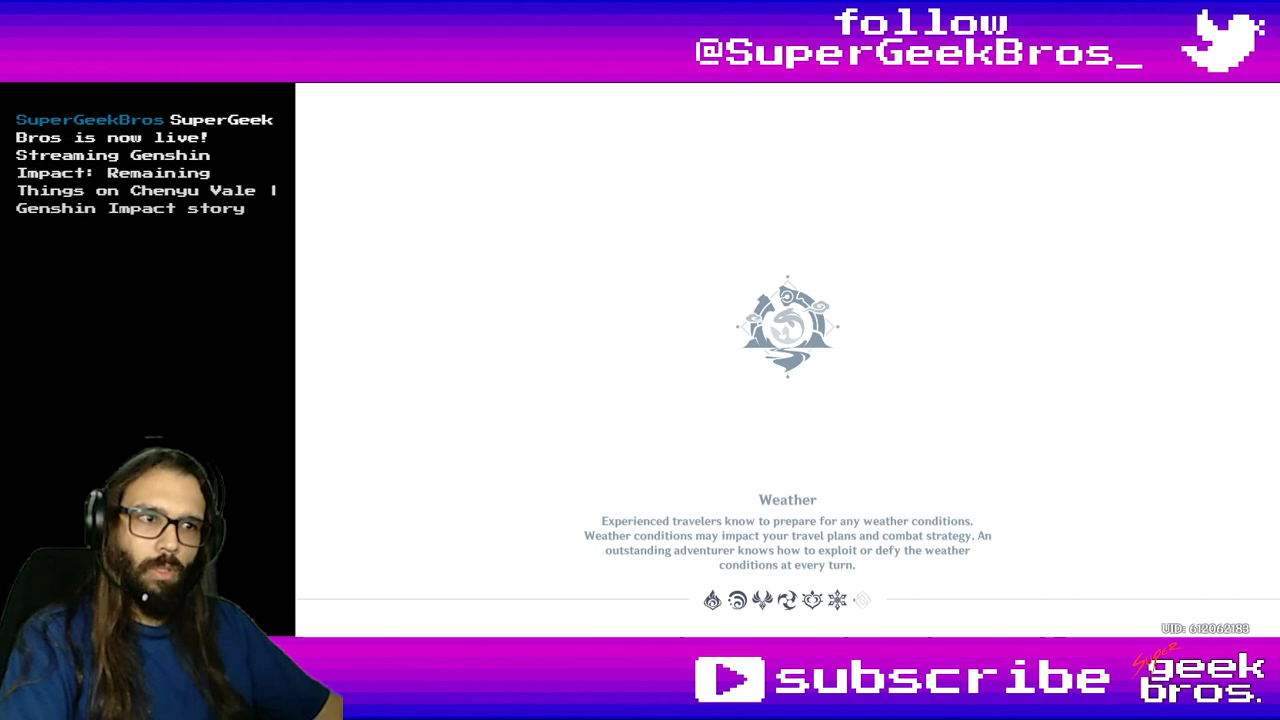 follow
@SuperGeekBros_
SuperGeekBros SuperGeek
Bros is now live!
Streaming Genshin
Impact: Remaining
Things on Chenyu Vale |
Genshin Impact story
Weather
Experienced travelers know to prepare for any weather conditions.
Weather conditions may impact your travel plans and combat strategy. An
outstanding adventurer knows how to exploit or defy the weather
conditions at every turn.
UID: 612062183
subscribe
SUPER
geek
bros.